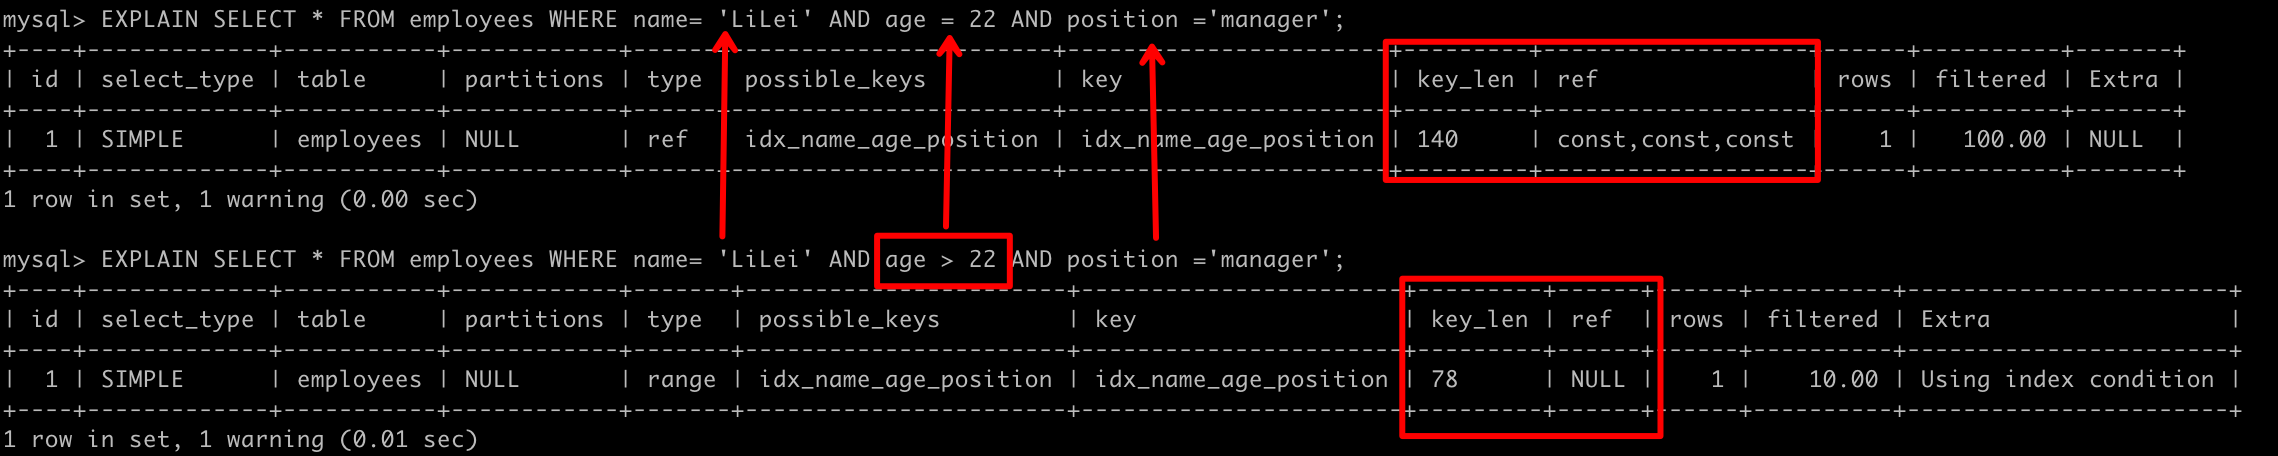 mysql> EXPLAIN SELECT * FROM employees WHERE name= 'LiLei' AND age = 22 AND position ='manager';
+----+-------------+-----------+------------+------+-----------------------+-----------------------+---------+-------------------+------+----------+-------+
| id | select_type | table     | partitions | type | possible_keys         | key                   | key_len | ref               | rows | filtered | Extra |
+----+-------------+-----------+------------+------+-----------------------+-----------------------+---------+-------------------+------+----------+-------+
|  1 | SIMPLE      | employees | NULL       | ref  | idx_name_age_position | idx_name_age_position | 140     | const,const,const |    1 |   100.00 | NULL  |
+----+-------------+-----------+------------+------+-----------------------+-----------------------+---------+-------------------+------+----------+-------+
1 row in set, 1 warning (0.00 sec)
mysql> EXPLAIN SELECT * FROM employees WHERE name= 'LiLei' AND age > 22 AND position ='manager';
+----+-------------+-----------+------------+-------+-----------------------+-----------------------+---------+------+------+----------+-----------------------+
| id | select_type | table     | partitions | type  | possible_keys         | key                   | key_len | ref  | rows | filtered | Extra                 |
+----+-------------+-----------+------------+-------+-----------------------+-----------------------+---------+------+------+----------+-----------------------+
|  1 | SIMPLE      | employees | NULL       | range | idx_name_age_position | idx_name_age_position | 78      | NULL |    1 |    10.00 | Using index condition |
+----+-------------+-----------+------------+-------+-----------------------+-----------------------+---------+------+------+----------+-----------------------+
1 row in set, 1 warning (0.01 sec)